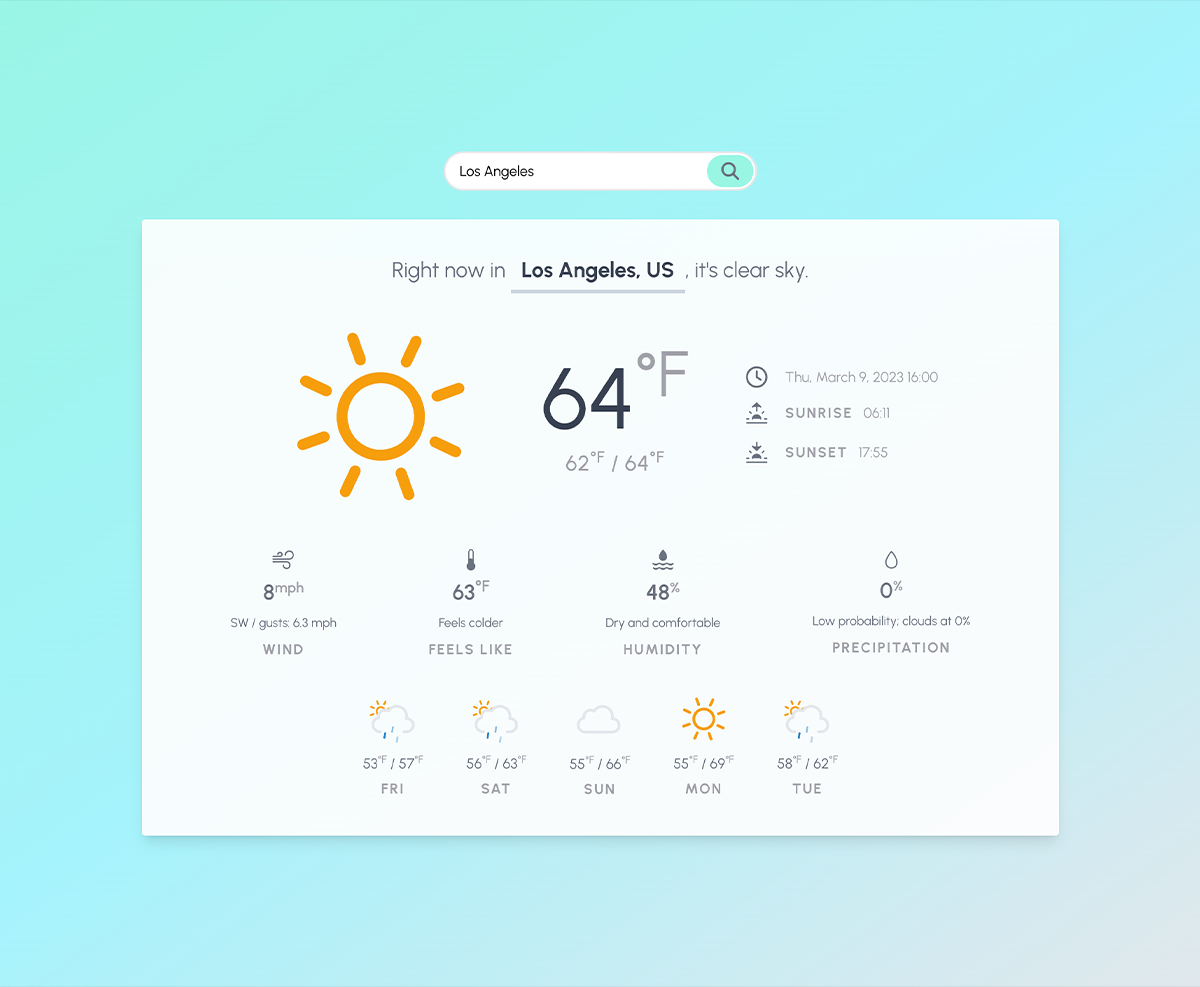 Los Angeles
Right now in Los Angeles, US , it's clear sky.
64°F
62°F / 64°F
Thu, March 9, 2023 16:00
SUNRISE 06:11
SUNSET 17:55
8mph
SW / gusts: 6.3 mph
WIND
63°F
Feels colder
FEELS LIKE
48%
Dry and comfortable
HUMIDITY
0%
Low probability; clouds at 0%
PRECIPITATION
53°F / 57°F
FRI
56°F / 63°F
SAT
55°F / 66°F
SUN
55°F / 69°F
MON
58°F / 62°F
TUE